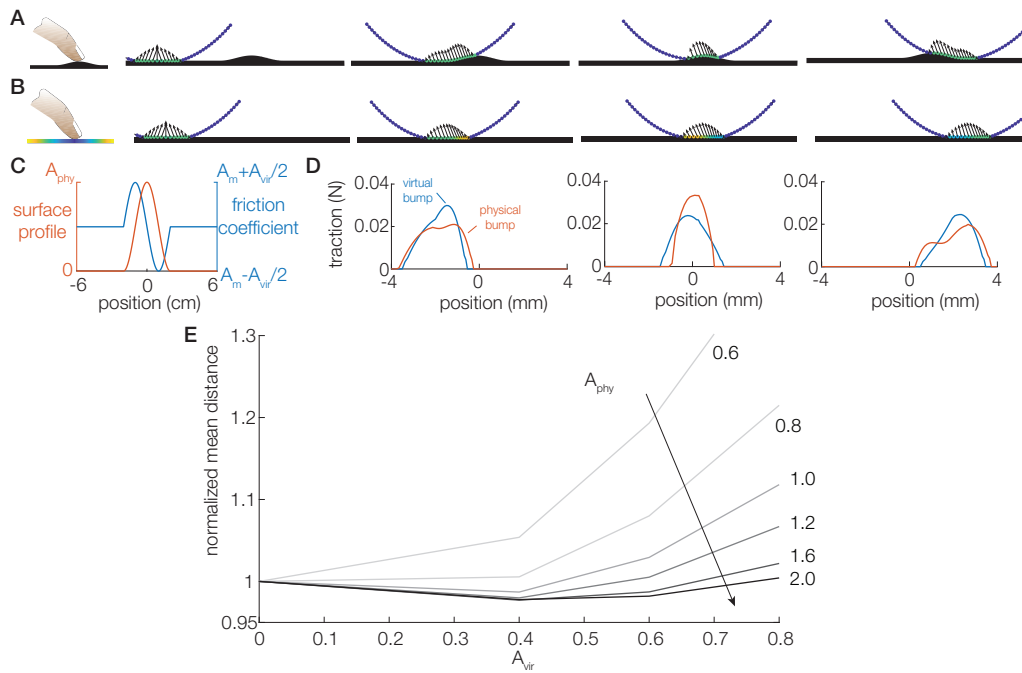 A
B
C
A_phy
surface
profile
0
A_m+A_vir/2
friction
coefficient
A_m-A_vir/2
-6
0
6
position (cm)
D
traction (N)
0.04
0.02
0
virtual
bump
physical
bump
-4
0
4
position (mm)
0.04
0.02
0
-4
0
4
position (mm)
0.04
0.02
0
-4
0
4
position (mm)
E
normalized mean distance
1.3
1.2
1.1
1
0.95
0
0.1
0.2
0.3
0.4
0.5
0.6
0.7
0.8
A_vir
A_phy
0.6
0.8
1.0
1.2
1.6
2.0